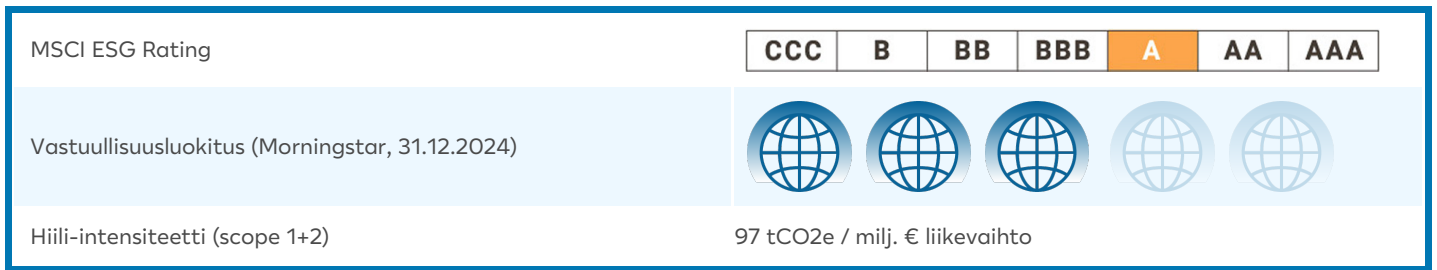 MSCI ESG Rating CCC B BB BBB A AA AAA
Vastuullisuusluokitus (Morningstar, 31.12.2024)
Hiili-intensiteetti (scope 1+2) 97 tCO2e / milj. € liikevaihto